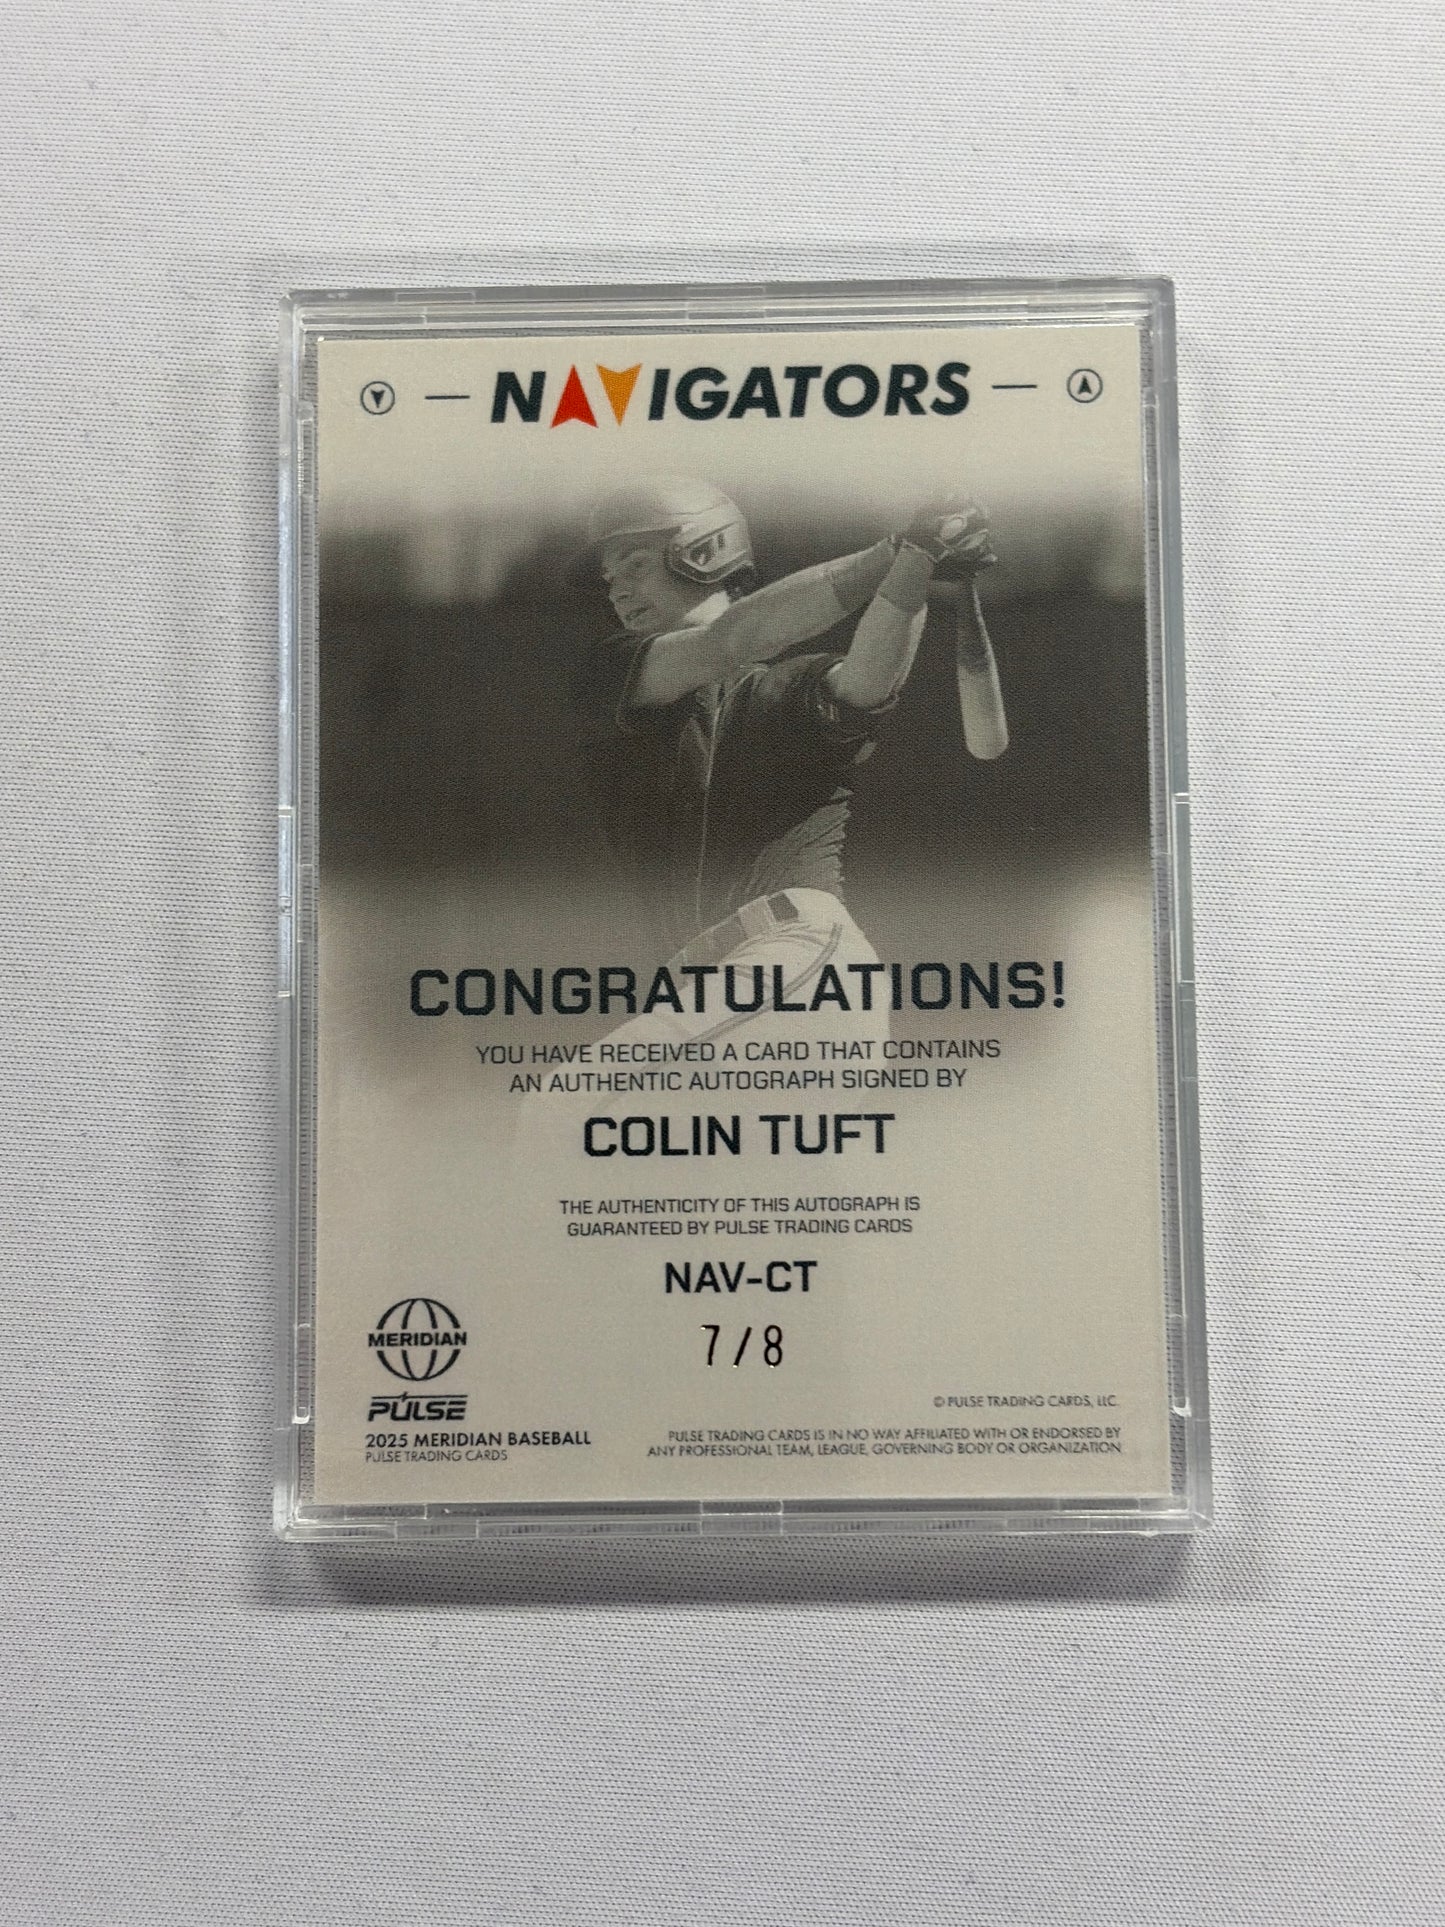 NAVIGATORS
CONGRATULATIONS!
YOU HAVE RECEIVED A CARD THAT CONTAINS
AN AUTHENTIC AUTOGRAPH SIGNED BY
COLIN TUFT
THE AUTHENTICITY OF THIS AUTOGRAPH IS
GUARANTEED BY PULSE TRADING CARDS
NAV-CT
7/8
MERIDIAN
PULSE
2025 MERIDIAN BASEBALL
PULSE TRADING CARDS
© PULSE TRADING CARDS, LLC.
PULSE TRADING CARDS IS IN NO WAY AFFILIATED WITH OR ENDORSED BY
ANY PROFESSIONAL TEAM, LEAGUE, GOVERNING BODY OR ORGANIZATION